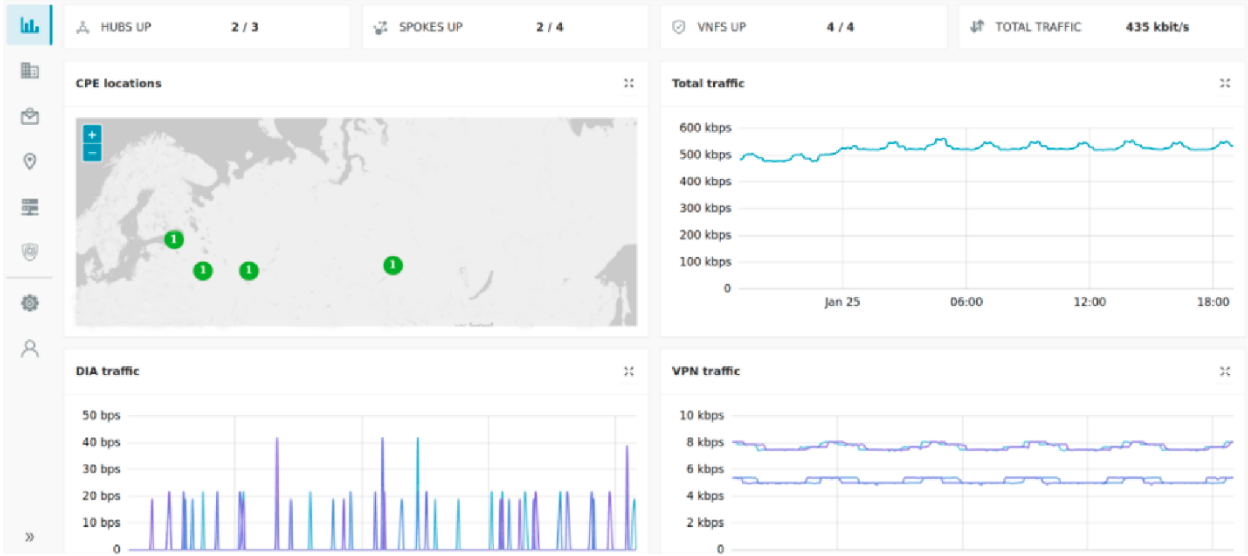 HUBS UP 2 / 3 SPOKES UP 2 / 4 VNFS UP 4 / 4 TOTAL TRAFFIC 435 kbit/s
CPE locations
+
−
1
1
1
1
Total traffic
600 kbps
500 kbps
400 kbps
300 kbps
200 kbps
100 kbps
0
Jan 25 06:00 12:00 18:00
DIA traffic
50 bps
40 bps
30 bps
20 bps
10 bps
0
VPN traffic
10 kbps
8 kbps
6 kbps
4 kbps
2 kbps
0
»